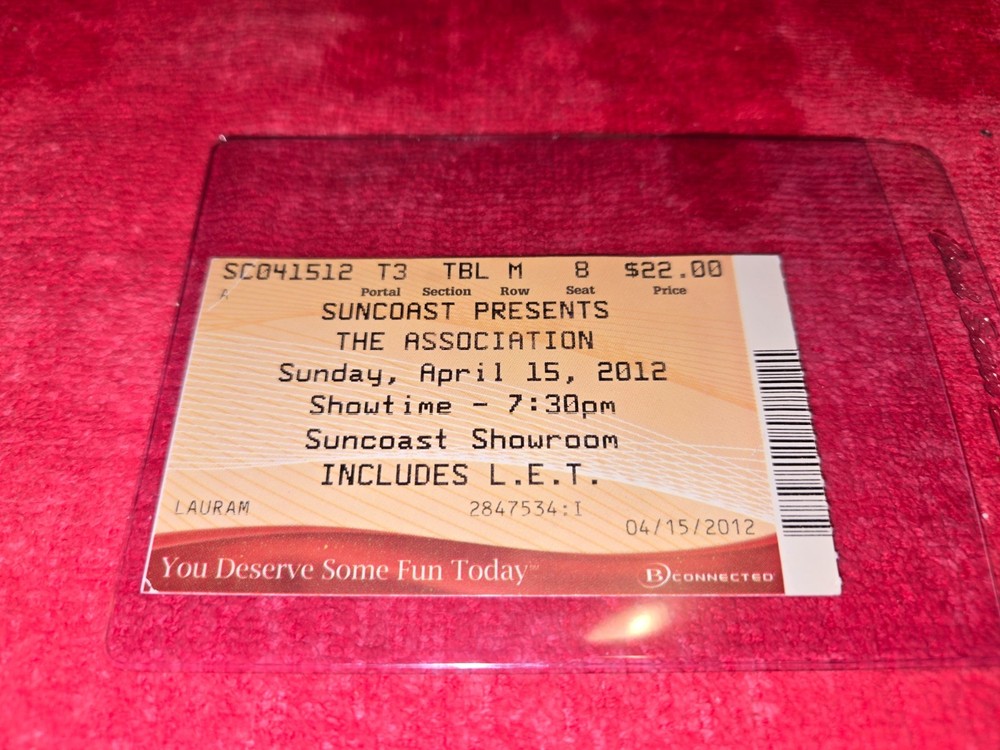 SC041512 T3 TBL M 8 $22.00
A Portal Section Row Seat Price
SUNCOAST PRESENTS
THE ASSOCIATION
Sunday, April 15, 2012
Showtime - 7:30pm
Suncoast Showroom
INCLUDES L.E.T.
LAURAM 2847534:I
04/15/2012
You Deserve Some Fun Today™
B CONNECTED